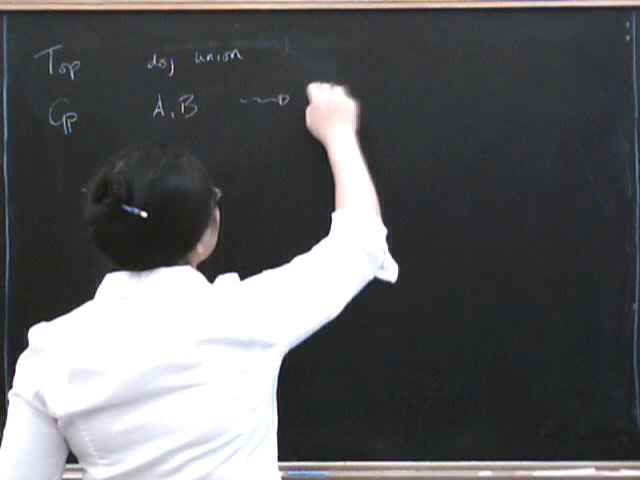 Top disj union
Gp A, B ⇝